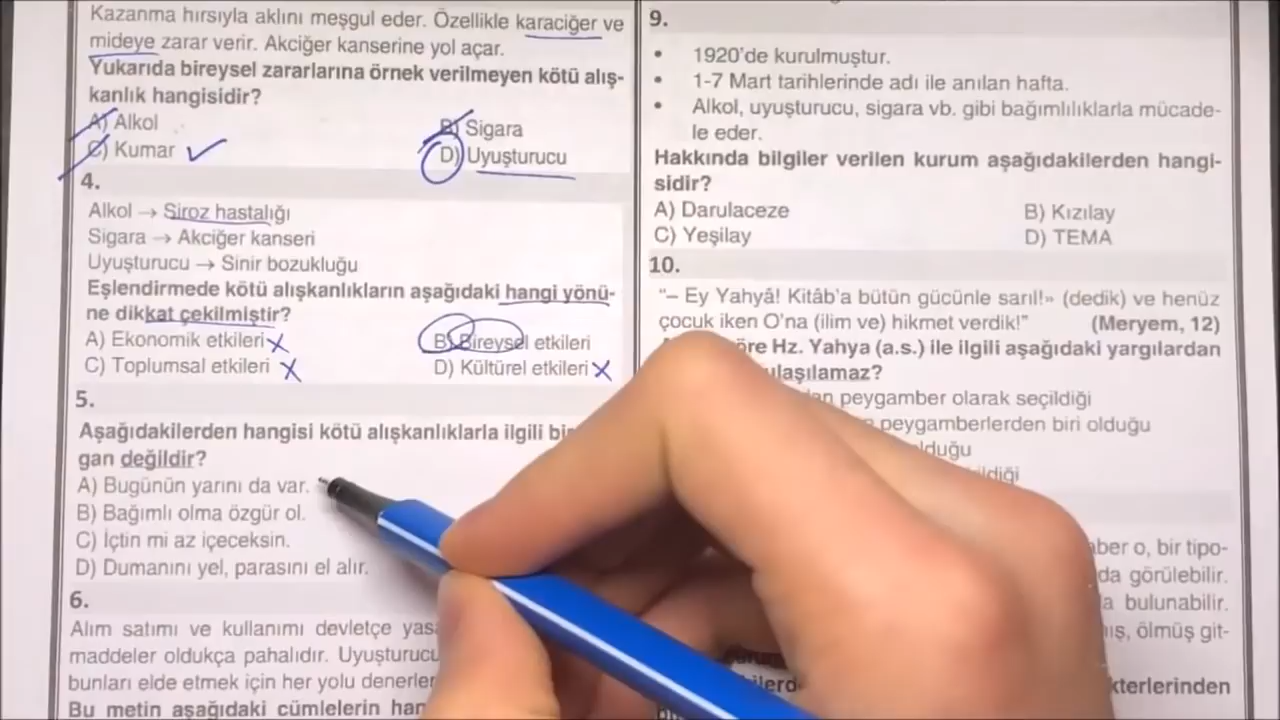 Kazanma hırsıyla aklını meşgul eder. Özellikle karaciğer ve
mideye zarar verir. Akciğer kanserine yol açar.
Yukarıda bireysel zararlarına örnek verilmeyen kötü alış-
kanlık hangisidir?
A) Alkol
B) Sigara
C) Kumar
D) Uyuşturucu
4.
Alkol → Siroz hastalığı
Sigara → Akciğer kanseri
Uyuşturucu → Sinir bozukluğu
Eşlendirmede kötü alışkanlıkların aşağıdaki hangi yönü-
ne dikkat çekilmiştir?
A) Ekonomik etkileri
B) Bireysel etkileri
C) Toplumsal etkileri
D) Kültürel etkileri
5.
Aşağıdakilerden hangisi kötü alışkanlıklarla ilgili bir
gan değildir?
A) Bugünün yarını da var.
B) Bağımlı olma özgür ol.
C) İçtin mi az içeceksin.
D) Dumanını yel, parasını el alır.
6.
Alım satımı ve kullanımı devletçe
maddeler oldukça pahalıdır. Uyuşturucu
bunları elde etmek için her yolu denerler
Bu metin aşağıdaki cümlelerin
9.
• 1920'de kurulmuştur.
• 1-7 Mart tarihlerinde adı ile anılan hafta.
• Alkol, uyuşturucu, sigara vb. gibi bağımlılıklarla mücade-
le eder.
Hakkında bilgiler verilen kurum aşağıdakilerden hangi-
sidir?
A) Darulaceze
B) Kızılay
C) Yeşilay
D) TEMA
10.
"– Ey Yahyâ! Kitâb'a bütün gücünle sarıl!» (dedik) ve henüz
çocuk iken O'na (ilim ve) hikmet verdik!" (Meryem, 12)
Hz. Yahya (a.s.) ile ilgili aşağıdaki yargılardan
ulaşılamaz?
peygamber olarak seçildiği
peygamberlerden biri olduğu
olduğu
o, bir tipo-
da görülebilir.
bulunabilir.
ölmüş git-